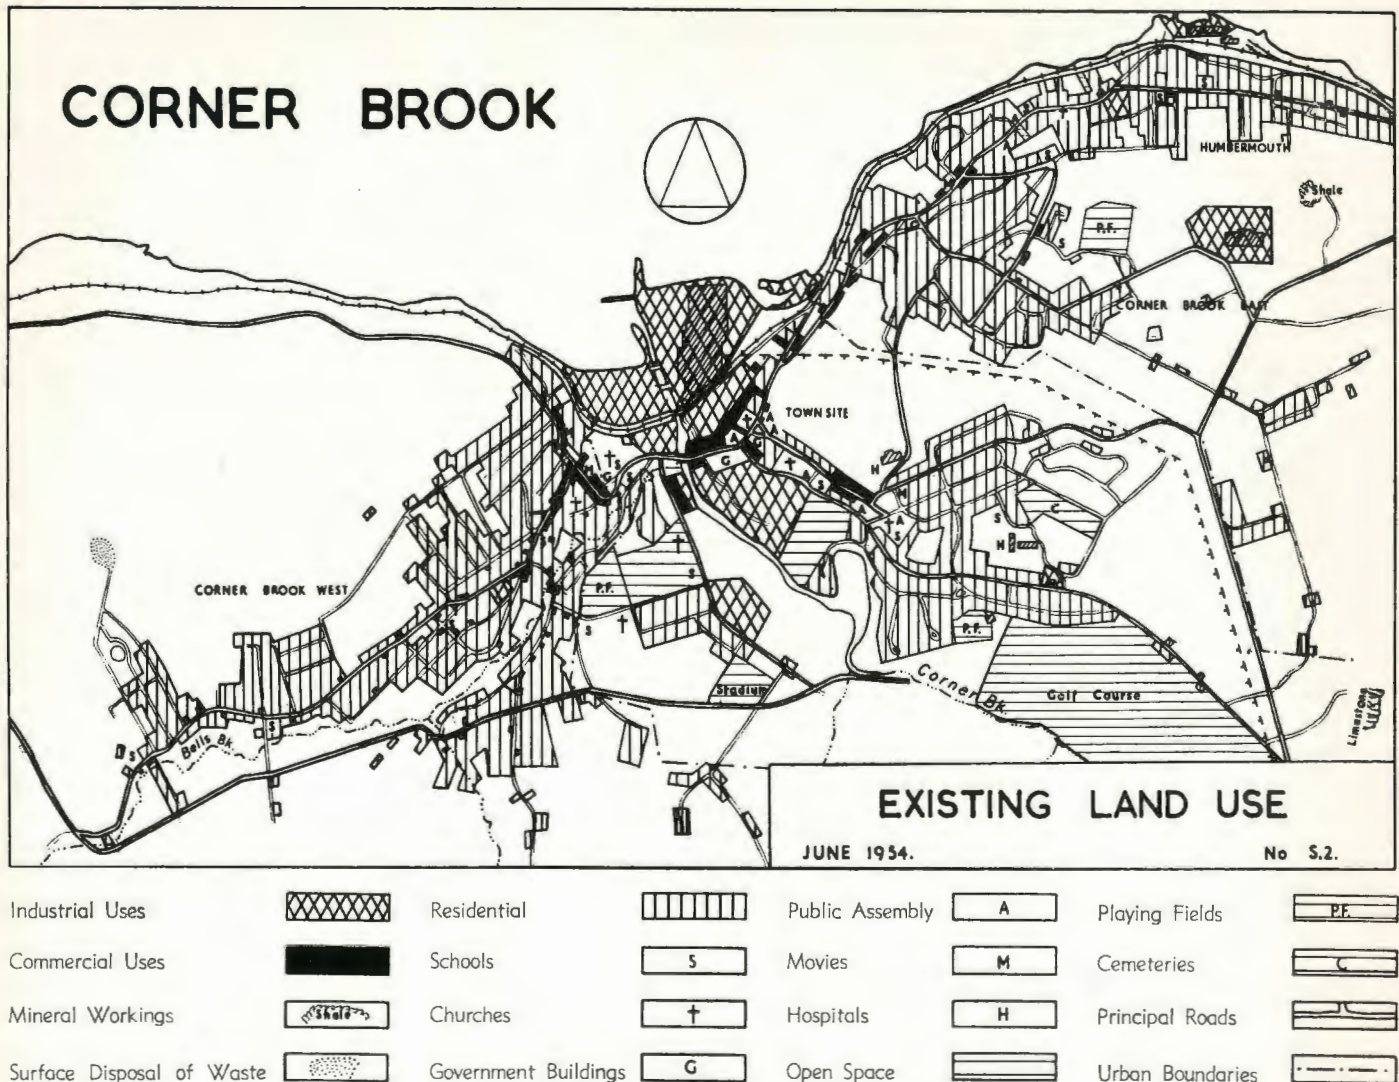 CORNER BROOK
HUMBERMOUTH
Shale
P.F.
S
CORNER BROOK EAST
TOWN SITE
G
H
C
CORNER BROOK WEST
P.F.
P.F.
Stadium
Corner Bk.
Golf Course
Limestone
Bells Bk.
EXISTING LAND USE
JUNE 1954. No S.2.
Industrial Uses Residential Public Assembly A Playing Fields P.F.
Commercial Uses Schools S Movies M Cemeteries C
Mineral Workings Shale Churches Hospitals H Principal Roads
Surface Disposal of Waste Government Buildings G Open Space Urban Boundaries